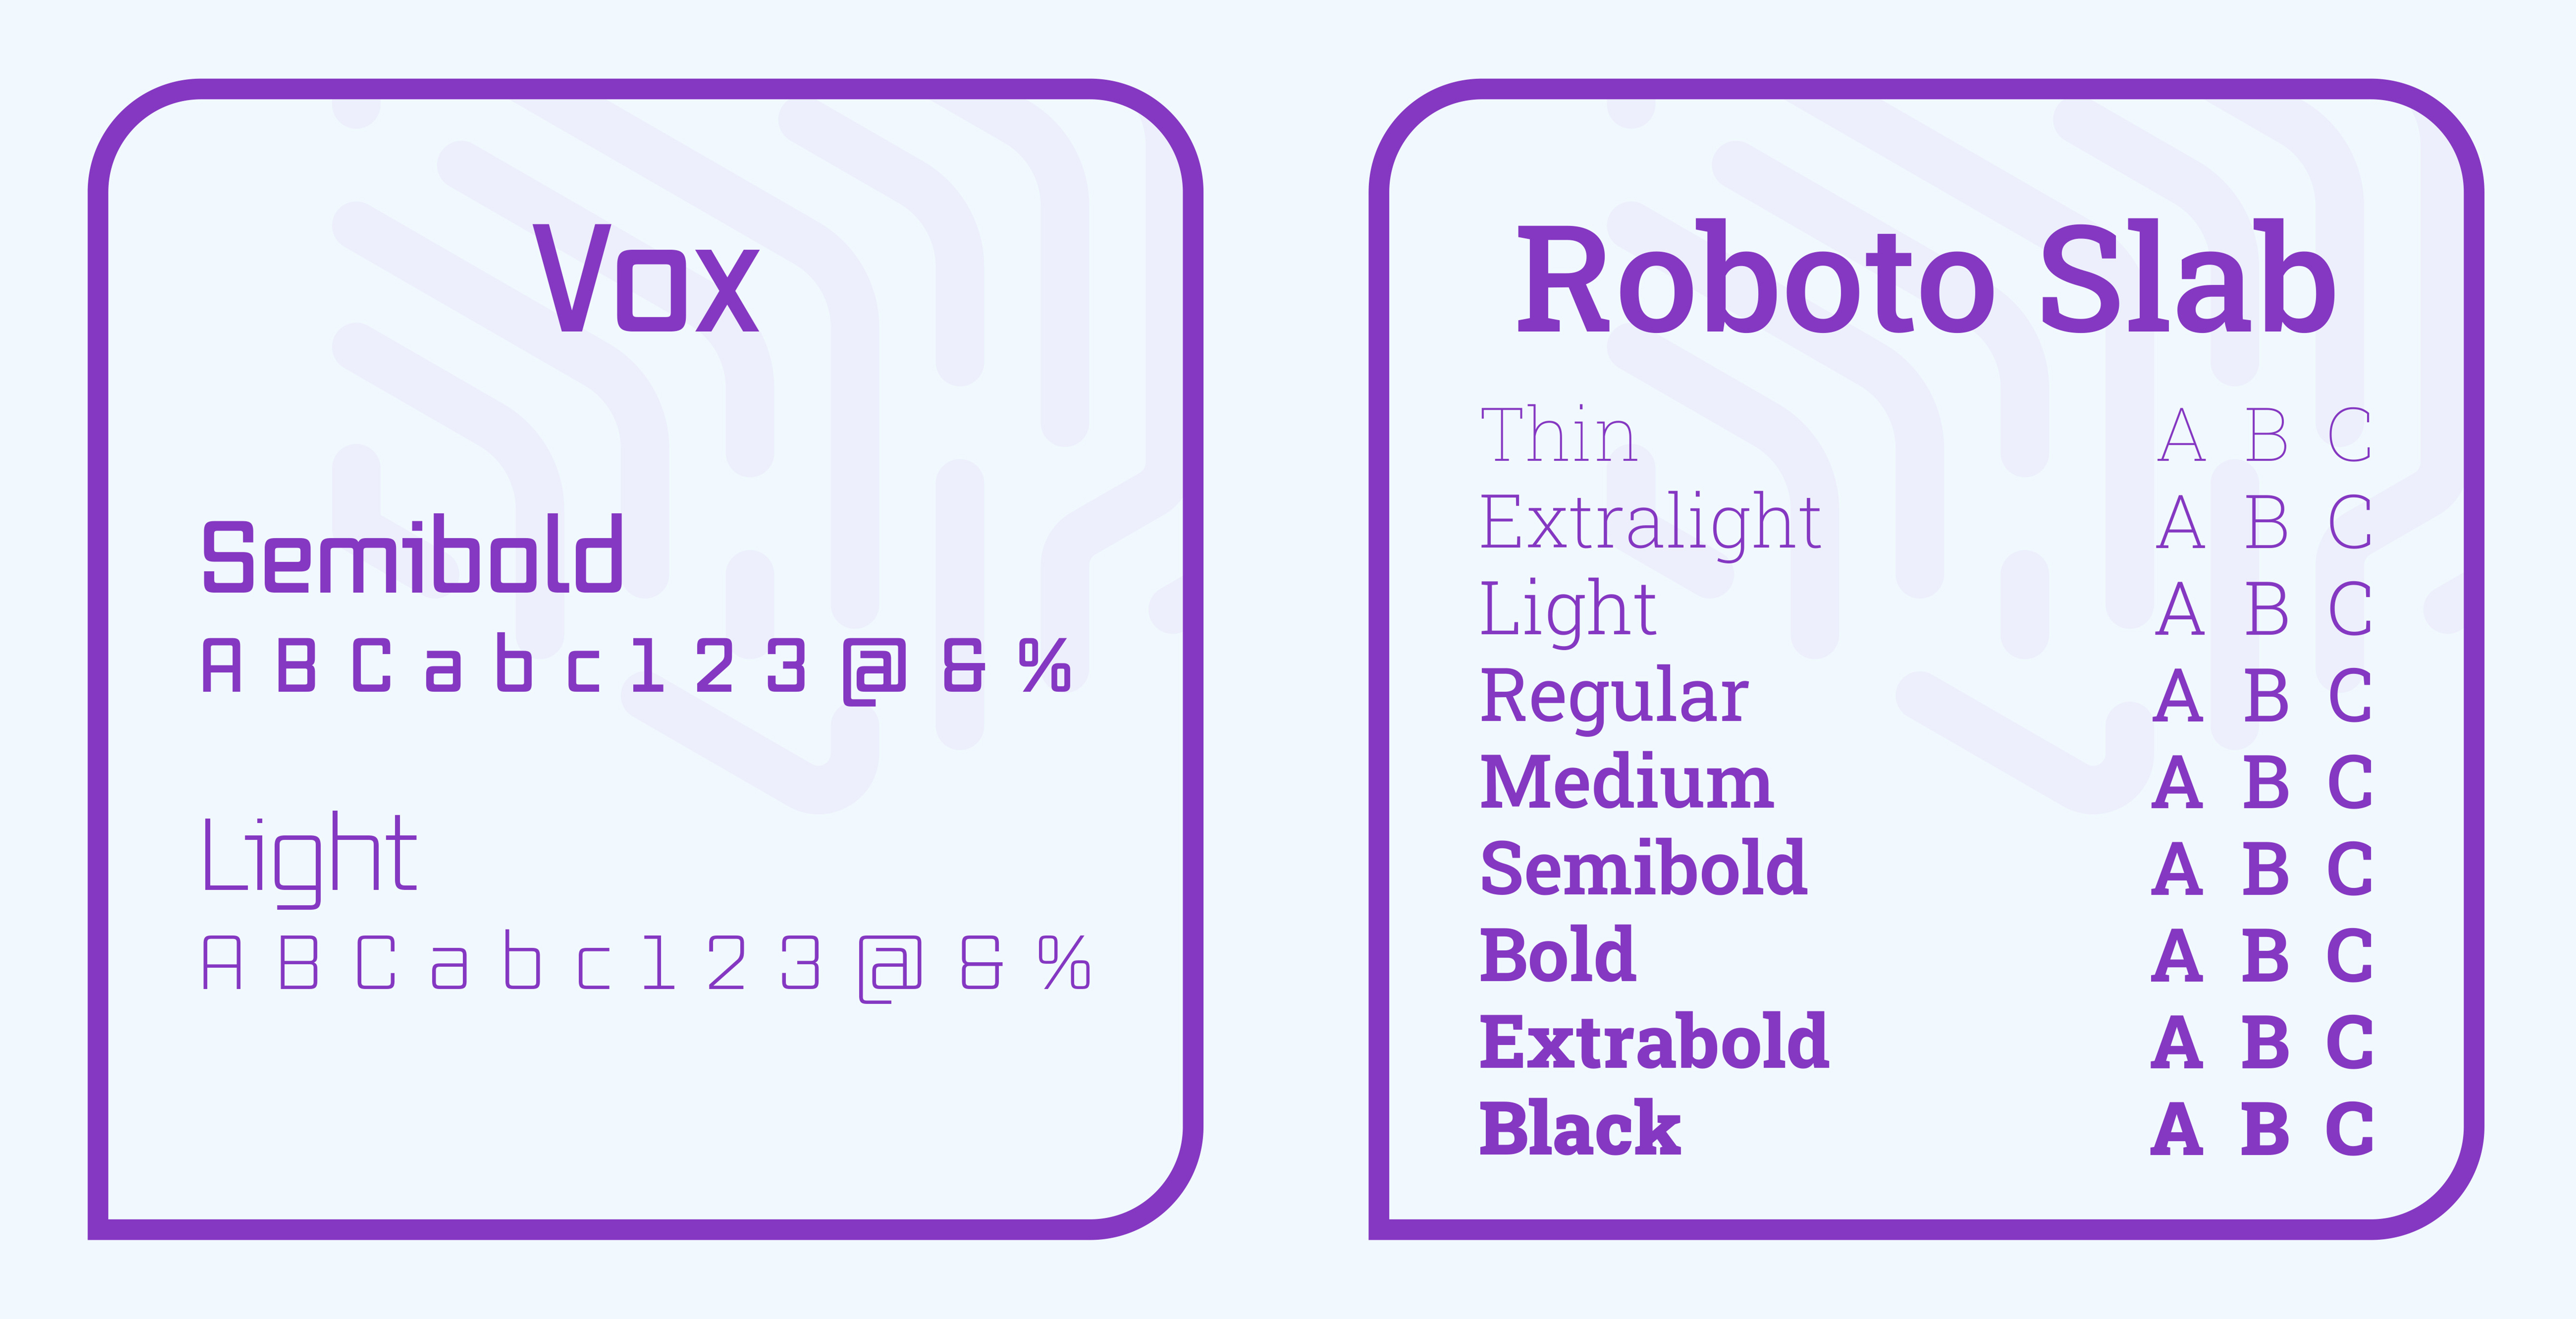 Vox
Semibold
A B C a b c 1 2 3 @ & %
Light
A B C a b c 1 2 3 @ & %
Roboto Slab
Thin A B C
Extralight A B C
Light A B C
Regular A B C
Medium A B C
Semibold A B C
Bold A B C
Extrabold A B C
Black A B C